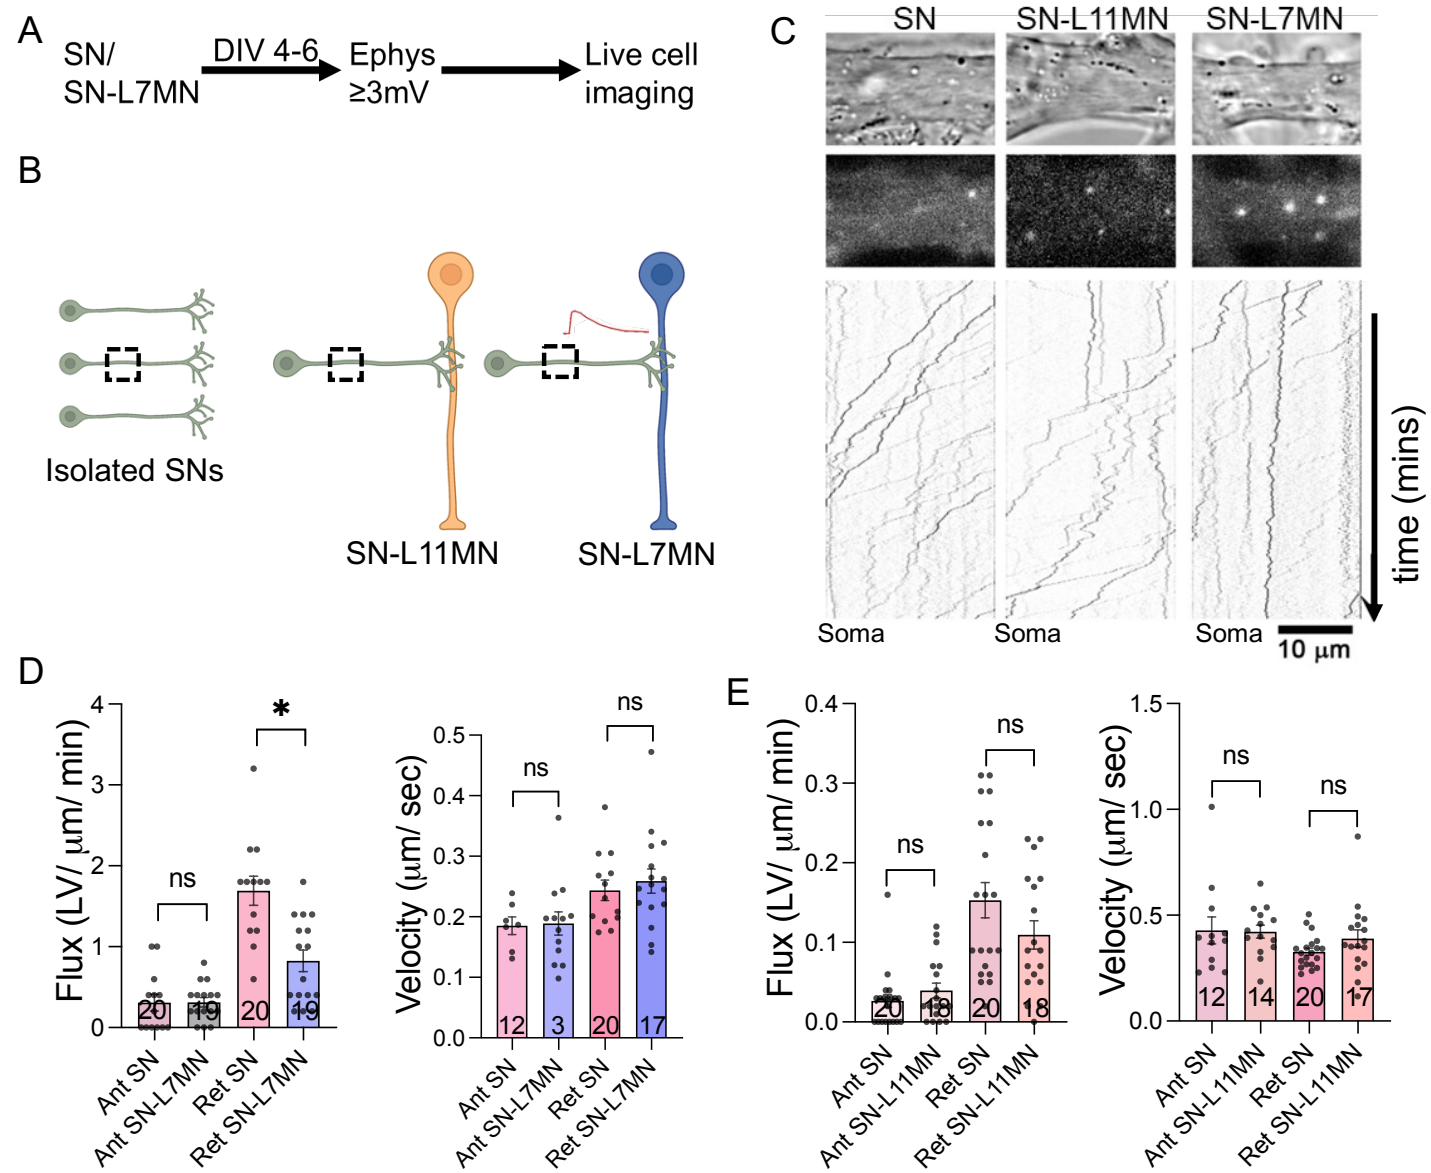 A
SN/
SN-L7MN
DIV 4-6
Ephys
≥3mV
Live cell
imaging
B
Isolated SNs
SN-L11MN
SN-L7MN
C
SN
SN-L11MN
SN-L7MN
time (mins)
Soma
Soma
Soma
10 μm
D
Flux (LV/ μm/ min)
4
3
2
1
0
ns
*
20
19
20
19
Ant SN
Ant SN-L7MN
Ret SN
Ret SN-L7MN
Velocity (μm/ sec)
0.5
0.4
0.3
0.2
0.1
0.0
ns
ns
12
3
20
17
Ant SN
Ant SN-L7MN
Ret SN
Ret SN-L7MN
E
Flux (LV/ μm/ min)
0.4
0.3
0.2
0.1
0.0
ns
ns
20
18
20
18
Ant SN
Ant SN-L11MN
Ret SN
Ret SN-L11MN
Velocity (μm/ sec)
1.5
1.0
0.5
0.0
ns
ns
12
14
20
17
Ant SN
Ant SN-L11MN
Ret SN
Ret SN-L11MN